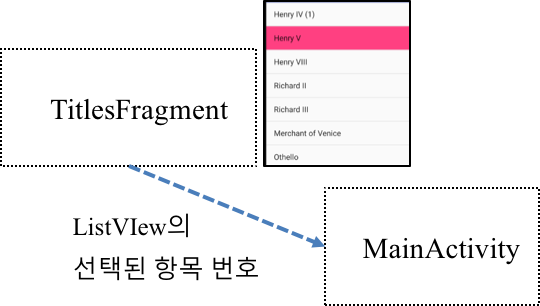 Henry IV (1)
Henry V
Henry VIII
Richard II
Richard III
Merchant of Venice
Othello
TitlesFragment
ListVIew의
선택된 항목 번호
MainActivity